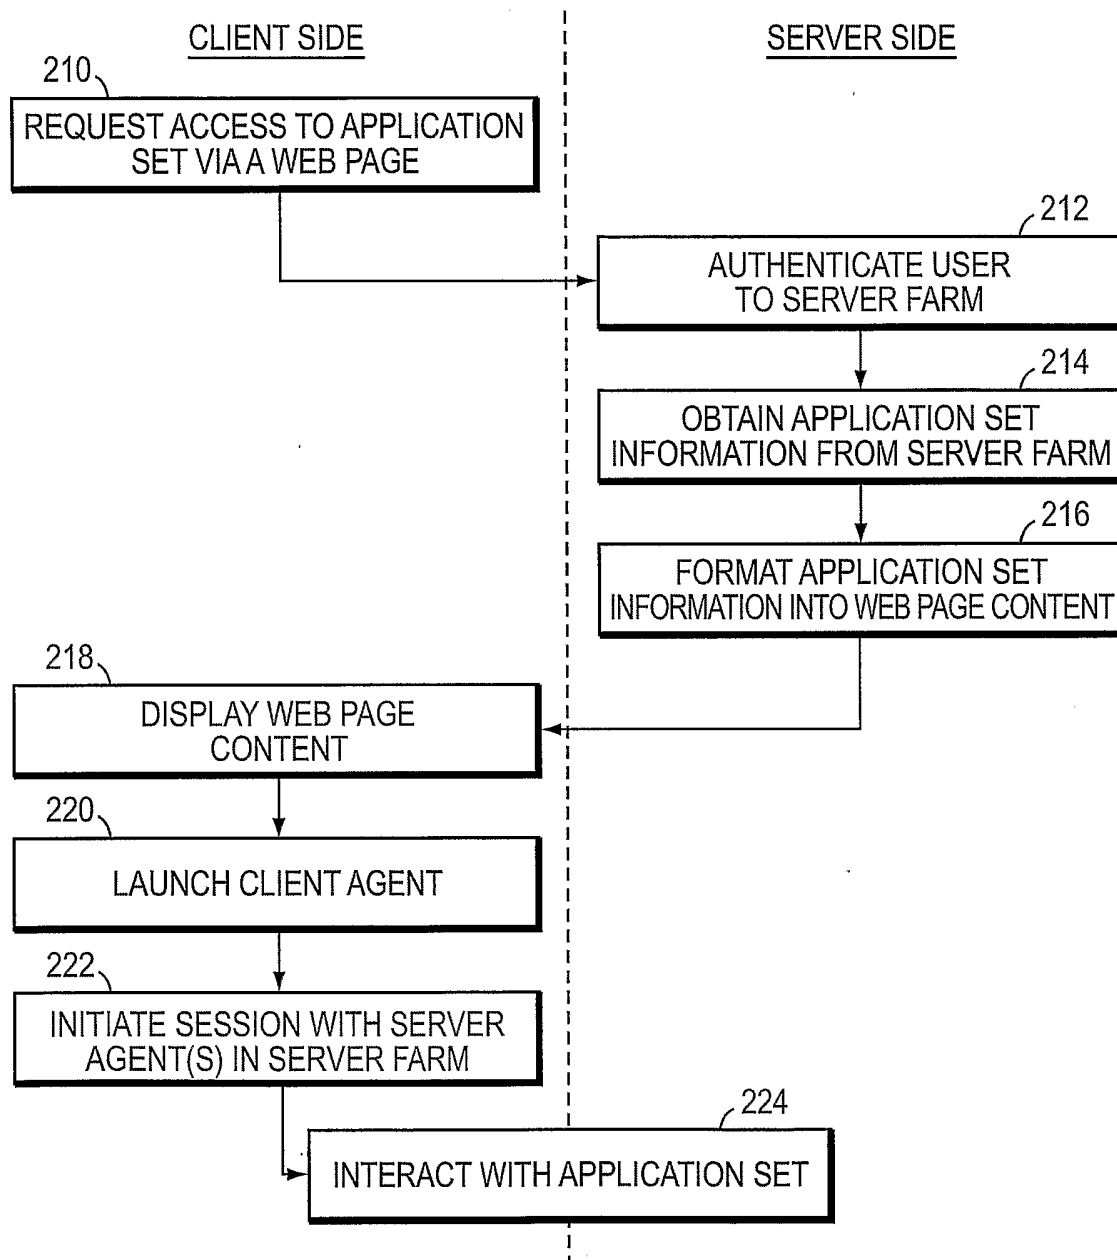 CLIENT SIDE
SERVER SIDE
210
REQUEST ACCESS TO APPLICATION
SET VIA A WEB PAGE
212
AUTHENTICATE USER
TO SERVER FARM
214
OBTAIN APPLICATION SET
INFORMATION FROM SERVER FARM
216
FORMAT APPLICATION SET
INFORMATION INTO WEB PAGE CONTENT
218
DISPLAY WEB PAGE
CONTENT
220
LAUNCH CLIENT AGENT
222
INITIATE SESSION WITH SERVER
AGENT(S) IN SERVER FARM
224
INTERACT WITH APPLICATION SET